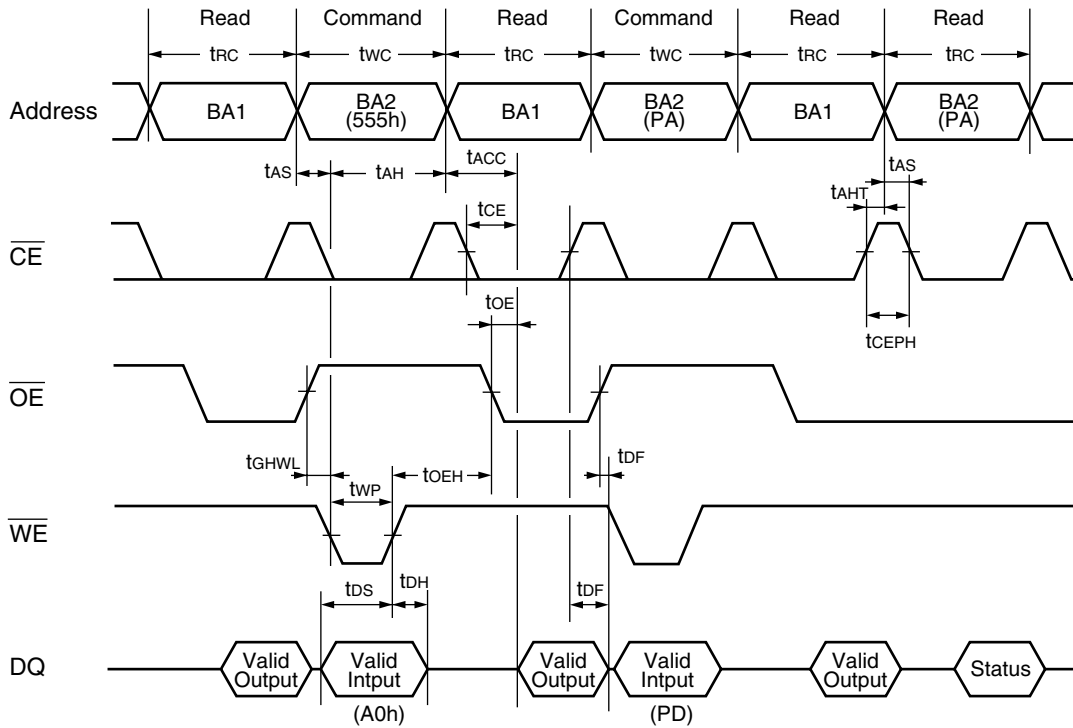 Read Command Read Command Read Read
tRC tWC tRC tWC tRC tRC
Address
BA1
BA2
(555h)
BA1
BA2
(PA)
BA1
BA2
(PA)
tAS tAH tACC tAS
tAHT
tCE
CE
tOE
tCEPH
OE
tGHWL tOEH tDF
tWP
WE
tDS tDH tDF
DQ
Valid
Output
Valid
Intput
Valid
Output
Valid
Intput
Valid
Output
Status
(A0h) (PD)